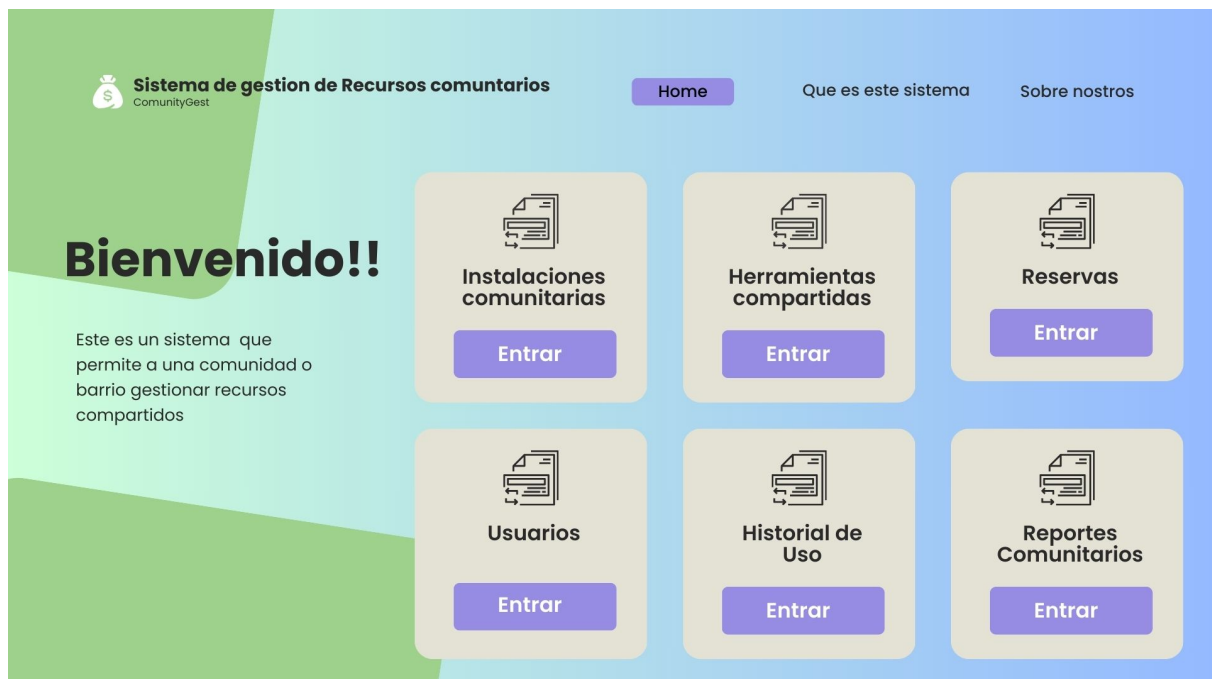 Sistema de gestion de Recursos comuntarios
ComunityGest
Home
Que es este sistema
Sobre nostros
Bienvenido!!
Este es un sistema que
permite a una comunidad o
barrio gestionar recursos
compartidos
Instalaciones
comunitarias
Entrar
Herramientas
compartidas
Entrar
Reservas
Entrar
Usuarios
Entrar
Historial de
Uso
Entrar
Reportes
Comunitarios
Entrar